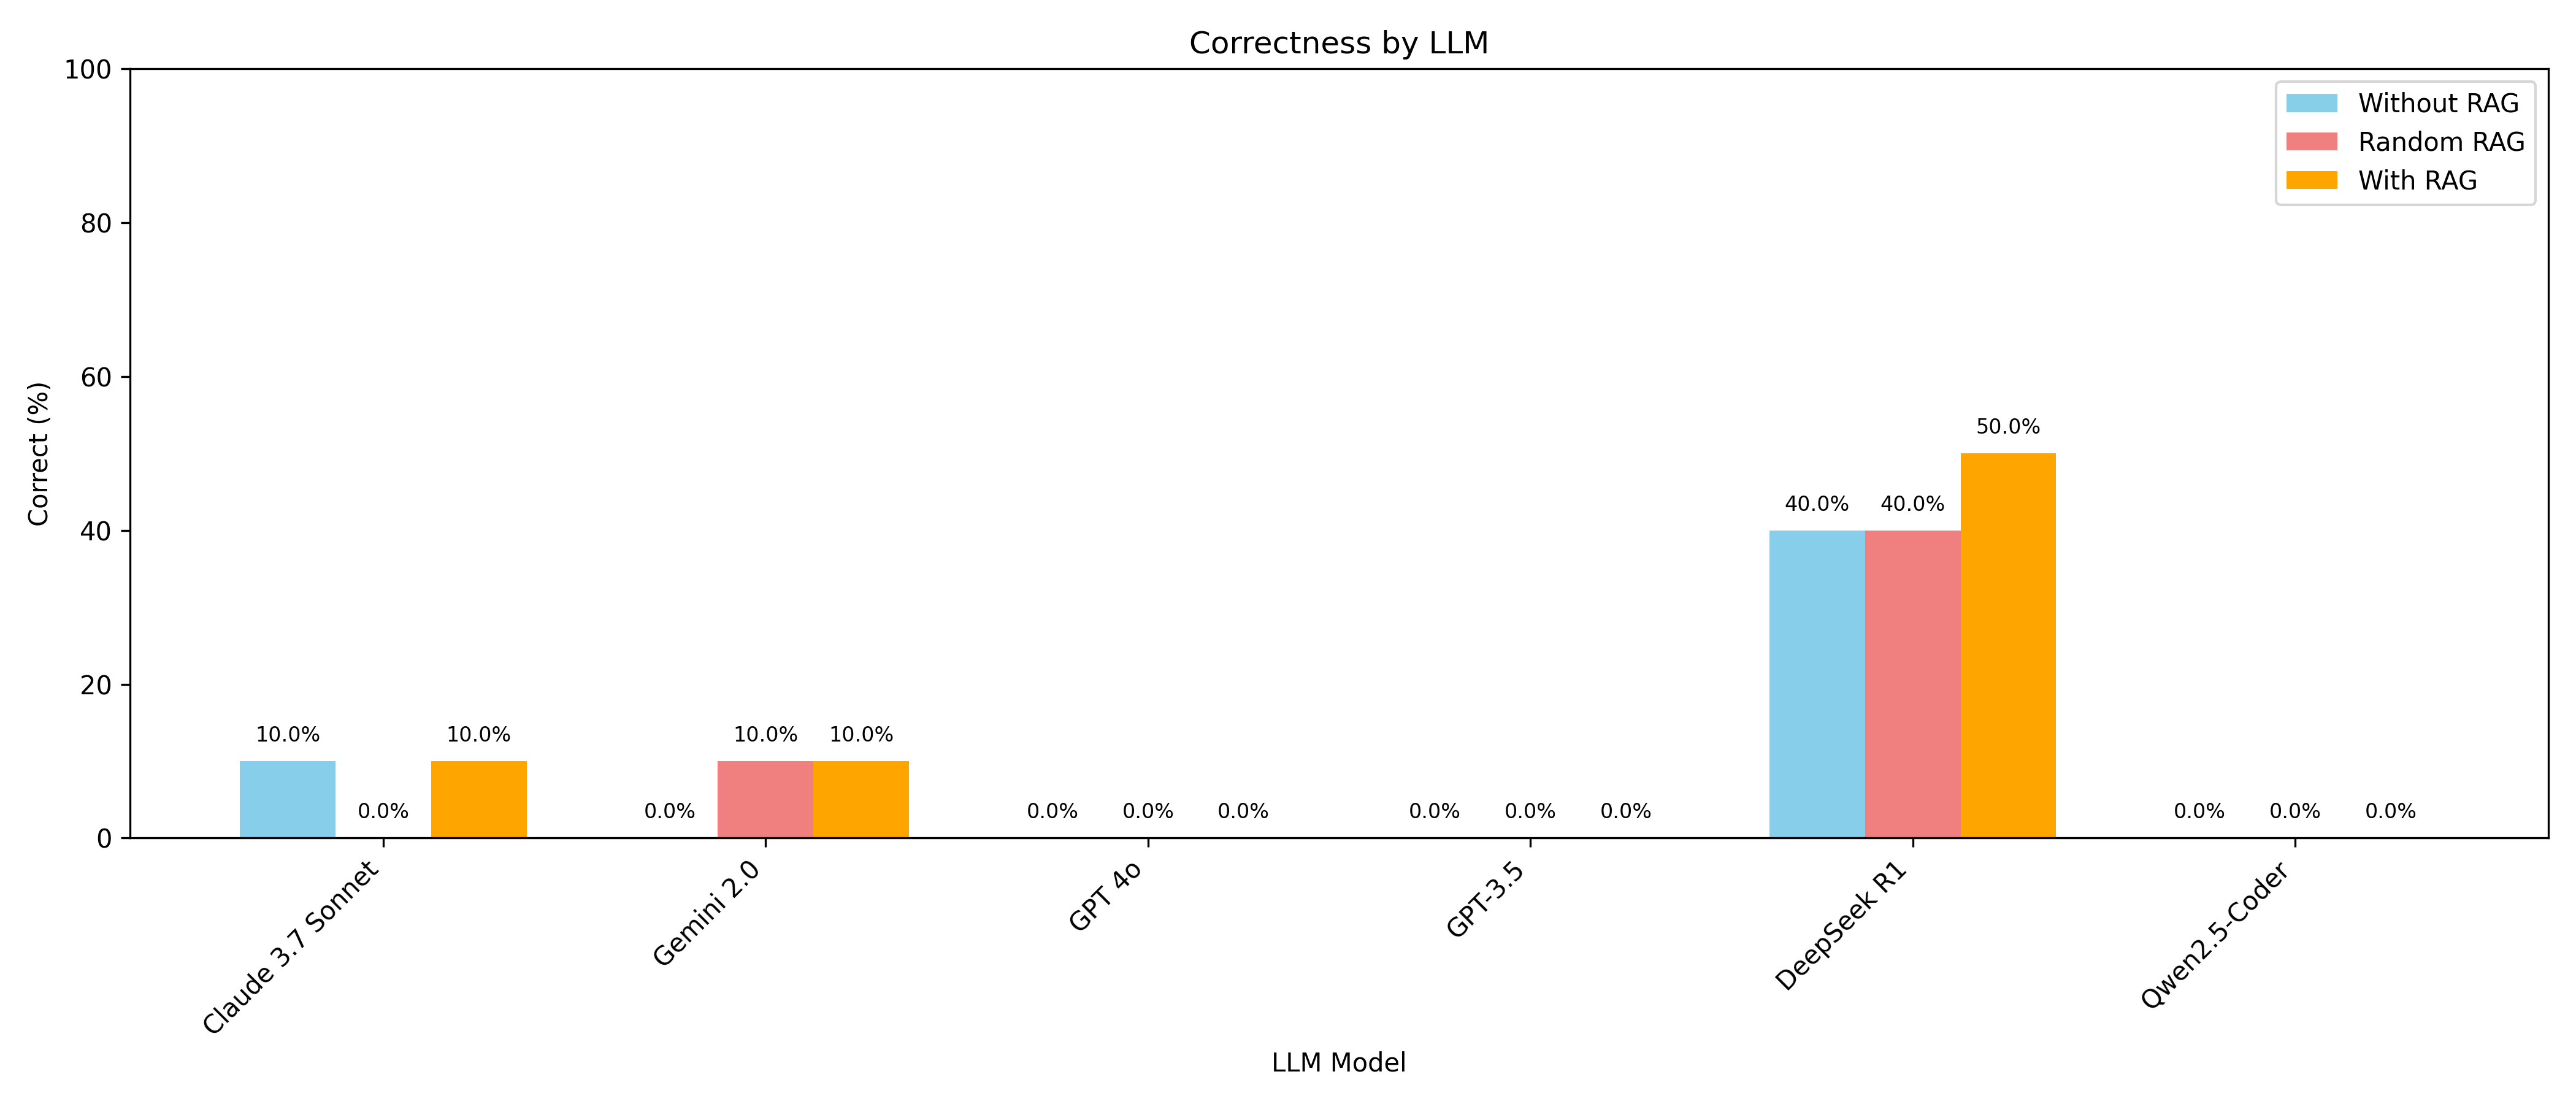 Correctness by LLM
100
80
60
40
20
0
Correct (%)
Without RAG
Random RAG
With RAG
10.0%
0.0%
10.0%
0.0%
10.0%
10.0%
0.0%
0.0%
0.0%
0.0%
0.0%
0.0%
40.0%
40.0%
50.0%
0.0%
0.0%
0.0%
Claude 3.7 Sonnet
Gemini 2.0
GPT 4o
GPT-3.5
DeepSeek R1
Qwen2.5-Coder
LLM Model